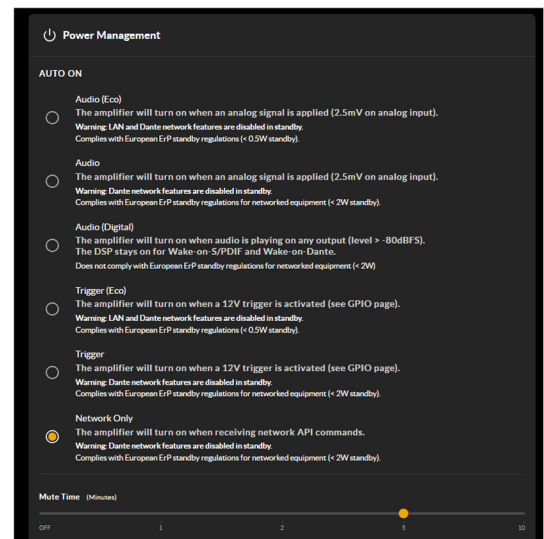 Power Management
AUTO ON
Audio (Eco)
The amplifier will turn on when an analog signal is applied (2.5mV on analog input).
Warning: LAN and Dante network features are disabled in standby.
Complies with European ErP standby regulations (< 0.5W standby).
Audio
The amplifier will turn on when an analog signal is applied (2.5mV on analog input).
Warning: Dante network features are disabled in standby.
Complies with European ErP standby regulations for networked equipment (< 2W standby).
Audio (Digital)
The amplifier will turn on when audio is playing on any output (level > -80dBFS).
The DSP stays on for Wake-on-S/PDIF and Wake-on-Dante.
Does not comply with European ErP standby regulations for networked equipment (< 2W)
Trigger (Eco)
The amplifier will turn on when a 12V trigger is activated (see GPIO page).
Warning: LAN and Dante network features are disabled in standby.
Complies with European ErP standby regulations (< 0.5W standby).
Trigger
The amplifier will turn on when a 12V trigger is activated (see GPIO page).
Warning: Dante network features are disabled in standby.
Complies with European ErP standby regulations for networked equipment (< 2W standby).
Network Only
The amplifier will turn on when receiving network API commands.
Warning: Dante network features are disabled in standby.
Complies with European ErP standby regulations for networked equipment (< 2W standby).
Mute Time (Minutes)
OFF 1 2 5 10